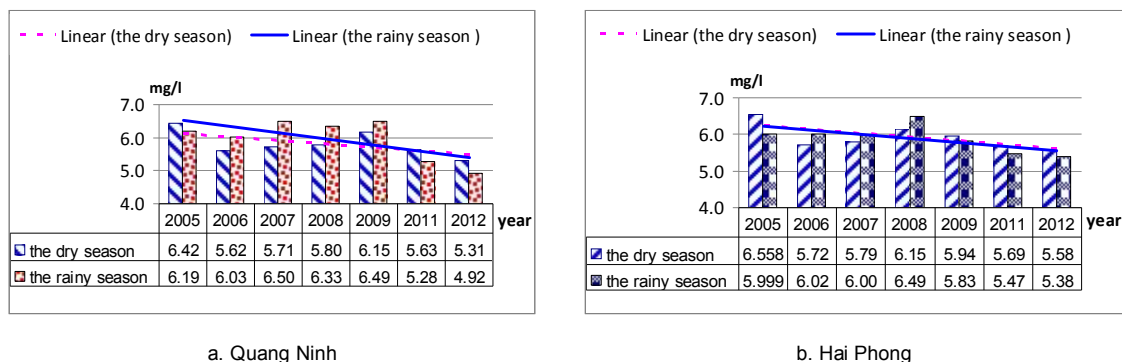 Linear (the dry season) Linear (the rainy season )
mg/l
7.0
6.0
5.0
4.0
2005 2006 2007 2008 2009 2011 2012 year
the dry season 6.42 5.62 5.71 5.80 6.15 5.63 5.31
the rainy season 6.19 6.03 6.50 6.33 6.49 5.28 4.92
a. Quang Ninh
Linear (the dry season) Linear (the rainy season )
mg/l
7.0
6.0
5.0
4.0
2005 2006 2007 2008 2009 2011 2012 year
the dry season 6.558 5.72 5.79 6.15 5.94 5.69 5.58
the rainy season 5.999 6.02 6.00 6.49 5.83 5.47 5.38
b. Hai Phong